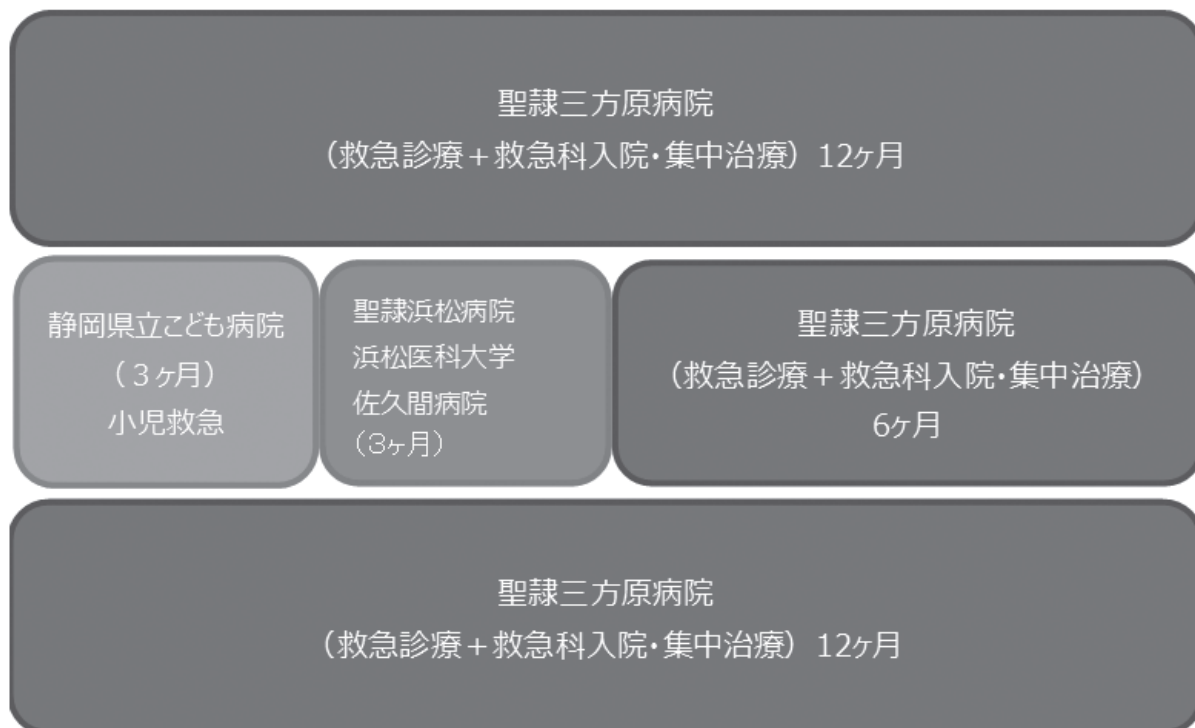 聖隷三方原病院
（救急診療＋救急科入院・集中治療）12ヶ月
静岡県立こども病院
（３ヶ月）
小児救急
聖隷浜松病院
浜松医科大学
佐久間病院
（3ヶ月）
聖隷三方原病院
（救急診療＋救急科入院・集中治療）
6ヶ月
聖隷三方原病院
（救急診療＋救急科入院・集中治療）12ヶ月